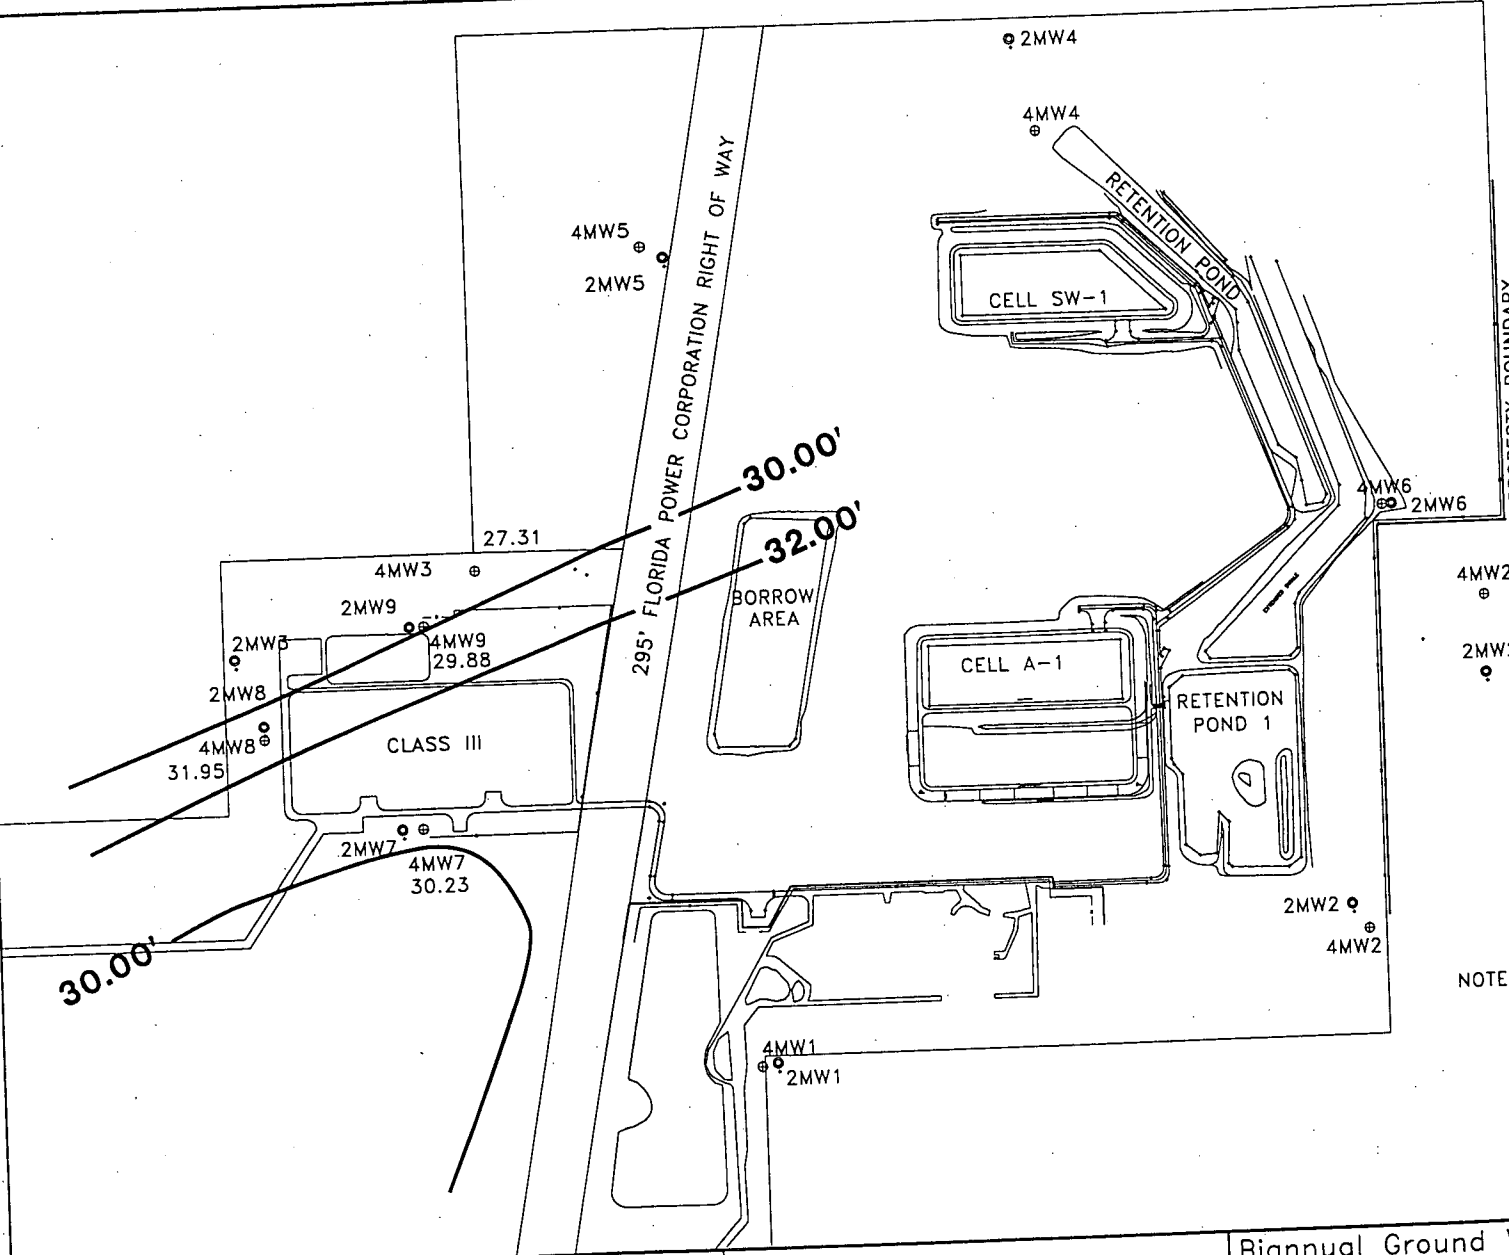 2MW4
4MW4
RETENTION POND
4MW5
2MW5
295' FLORIDA POWER CORPORATION RIGHT OF WAY
CELL SW-1
30.00'
32.00'
4MW6
2MW6
27.31
4MW3
2MW9
4MW9
29.88
2MW3
2MW8
4MW8
31.95
CLASS III
BORROW
AREA
CELL A-1
RETENTION
POND 1
4MW2
2MW7
4MW7
30.23
30.00'
2MW2
4MW2
NOTE
4MW1
2MW1
Biannual Ground